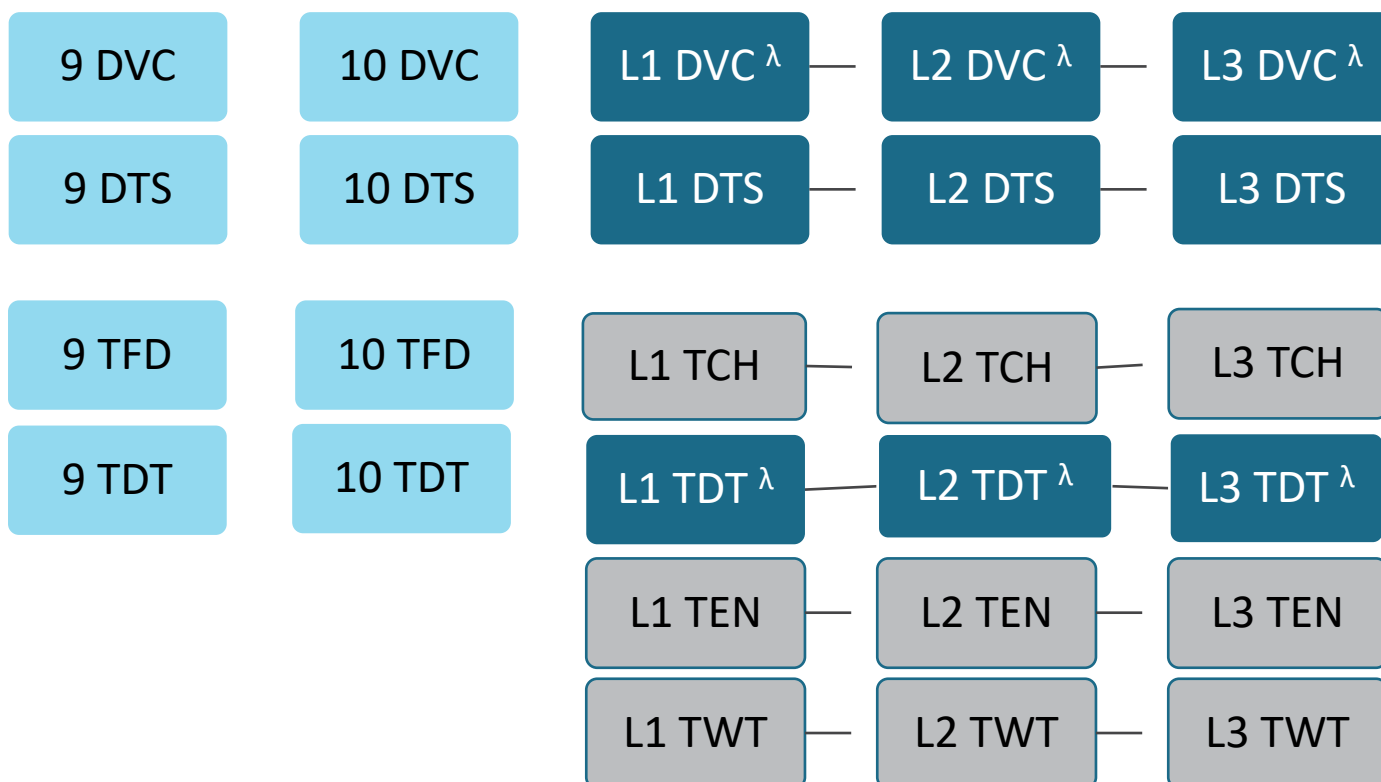 9 DVC 10 DVC L1 DVC λ L2 DVC λ L3 DVC λ
9 DTS 10 DTS L1 DTS L2 DTS L3 DTS
9 TFD 10 TFD L1 TCH L2 TCH L3 TCH
9 TDT 10 TDT L1 TDT λ L2 TDT λ L3 TDT λ
L1 TEN L2 TEN L3 TEN
L1 TWT L2 TWT L3 TWT